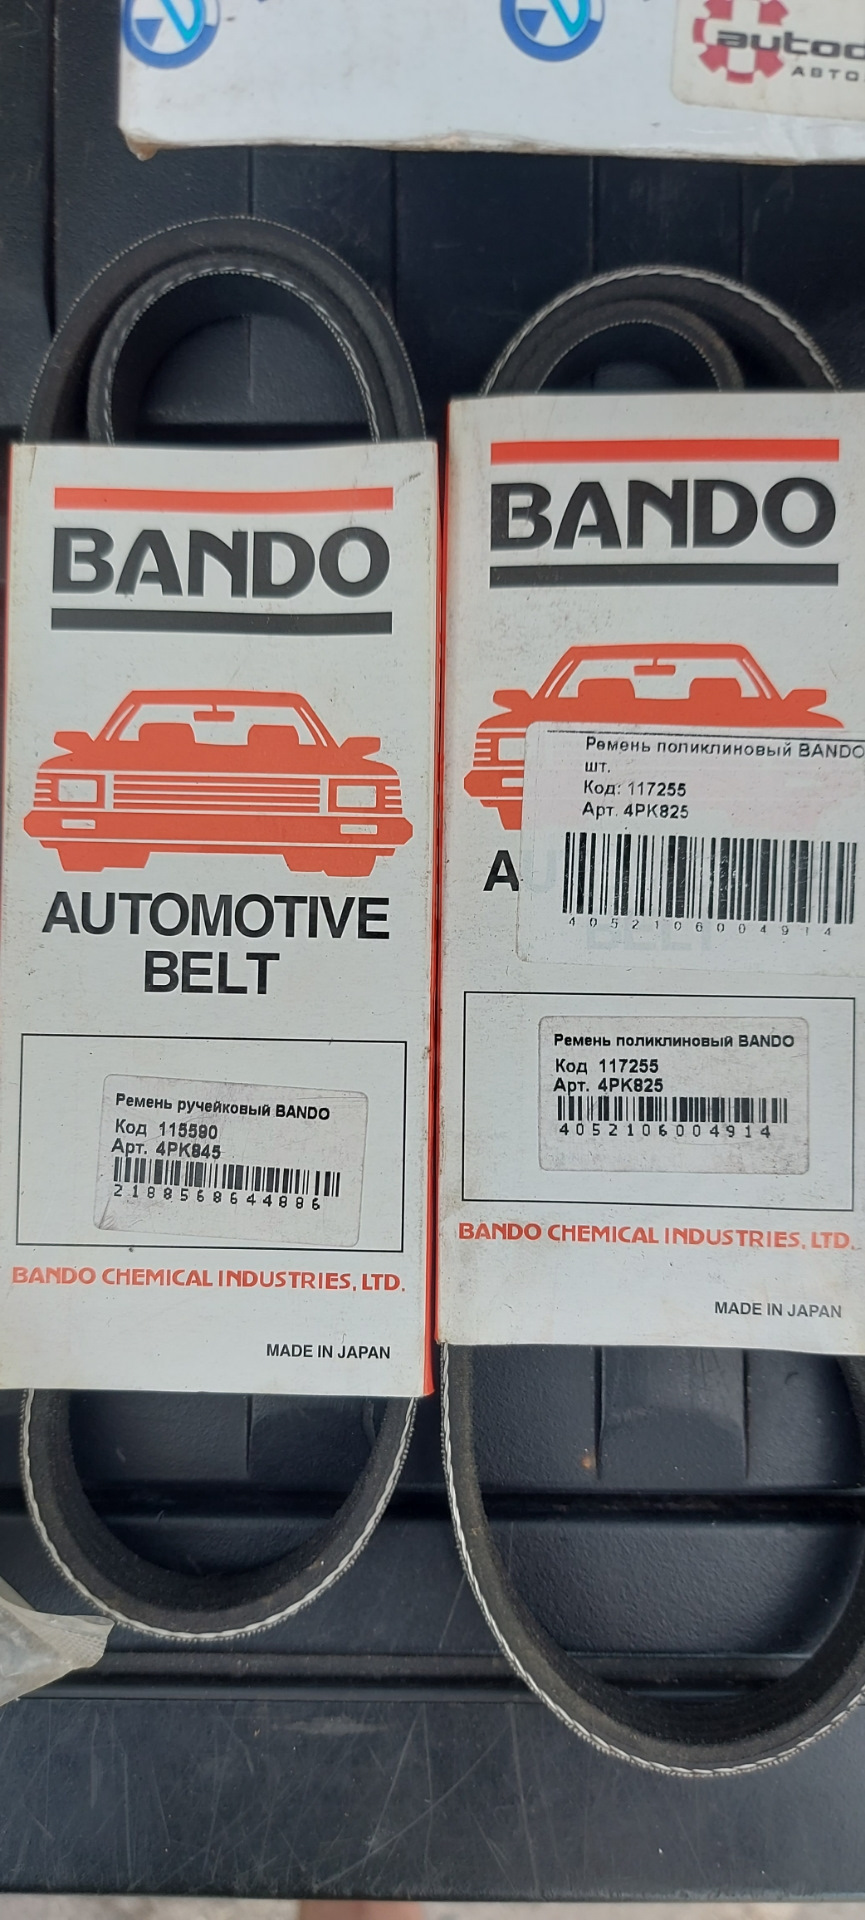 autod
АВТО
BANDO
AUTOMOTIVE
BELT
Ремень ручейковый BANDO
Код 115590
Арт. 4PK845
2188568644886
BANDO CHEMICAL INDUSTRIES, LTD.
MADE IN JAPAN
BANDO
Ремень поликлиновый BANDO
шт.
Код: 117255
Арт. 4PK825
4052106004914
A
Ремень поликлиновый BANDO
Код 117255
Арт. 4PK825
4052106004914
BANDO CHEMICAL INDUSTRIES, LTD.
MADE IN JAPAN